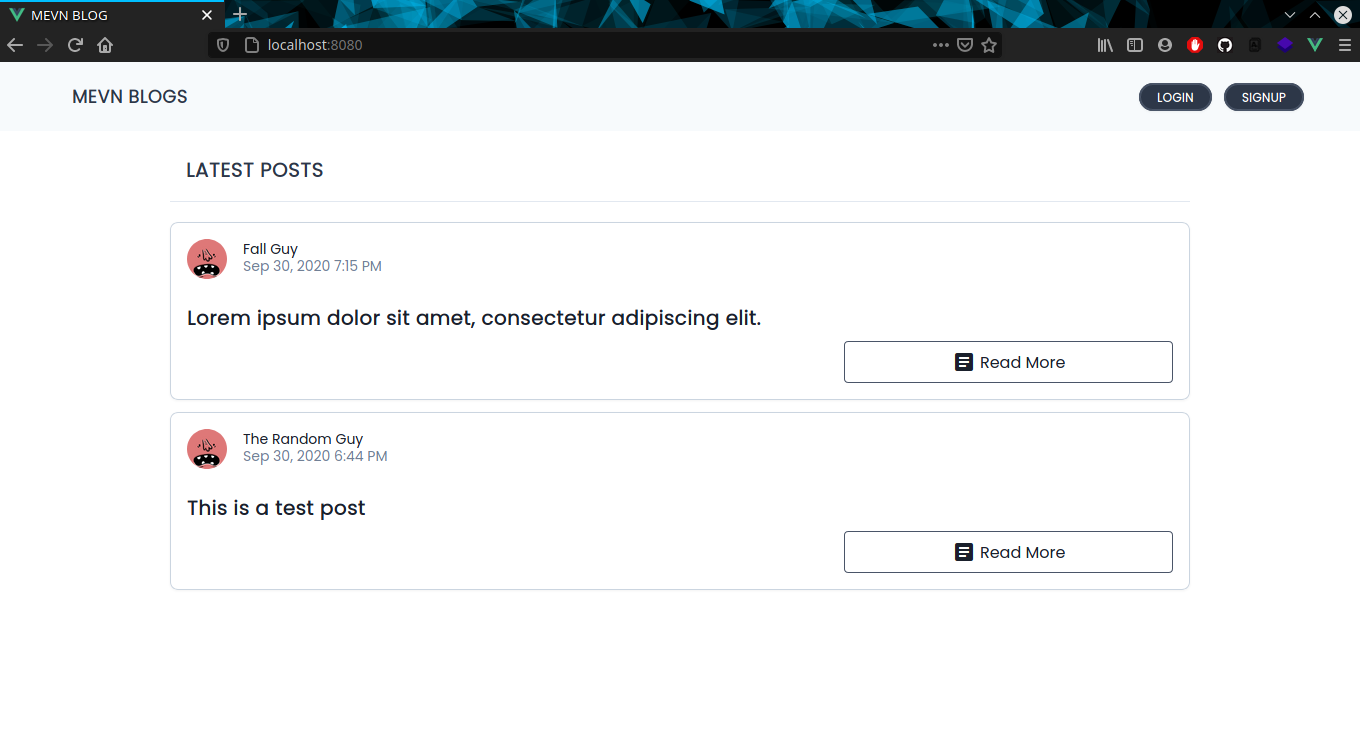 MEVN BLOG
localhost:8080
MEVN BLOGS
LOGIN
SIGNUP
LATEST POSTS
Fall Guy
Sep 30, 2020 7:15 PM
Lorem ipsum dolor sit amet, consectetur adipiscing elit.
Read More
The Random Guy
Sep 30, 2020 6:44 PM
This is a test post
Read More